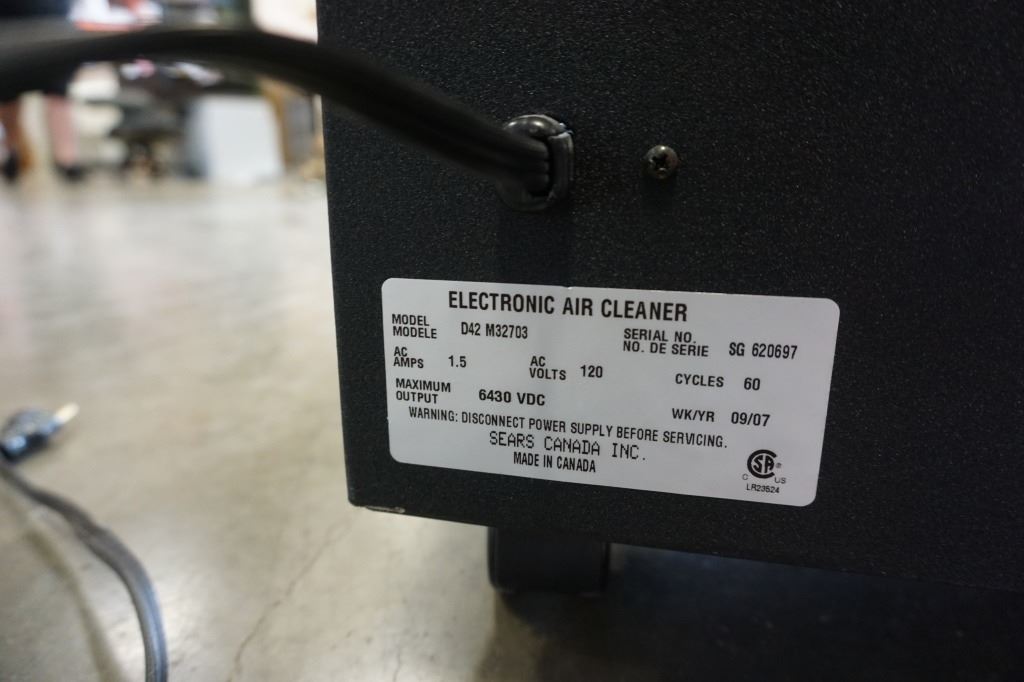 ELECTRONIC AIR CLEANER
MODEL MODELE D42 M32703 SERIAL NO. NO. DE SERIE SG 620697
AC AMPS 1.5 AC VOLTS 120 CYCLES 60
MAXIMUM OUTPUT 6430 VDC WK/YR 09/07
WARNING: DISCONNECT POWER SUPPLY BEFORE SERVICING.
SEARS CANADA INC.
MADE IN CANADA
C SA ® US
LR23524